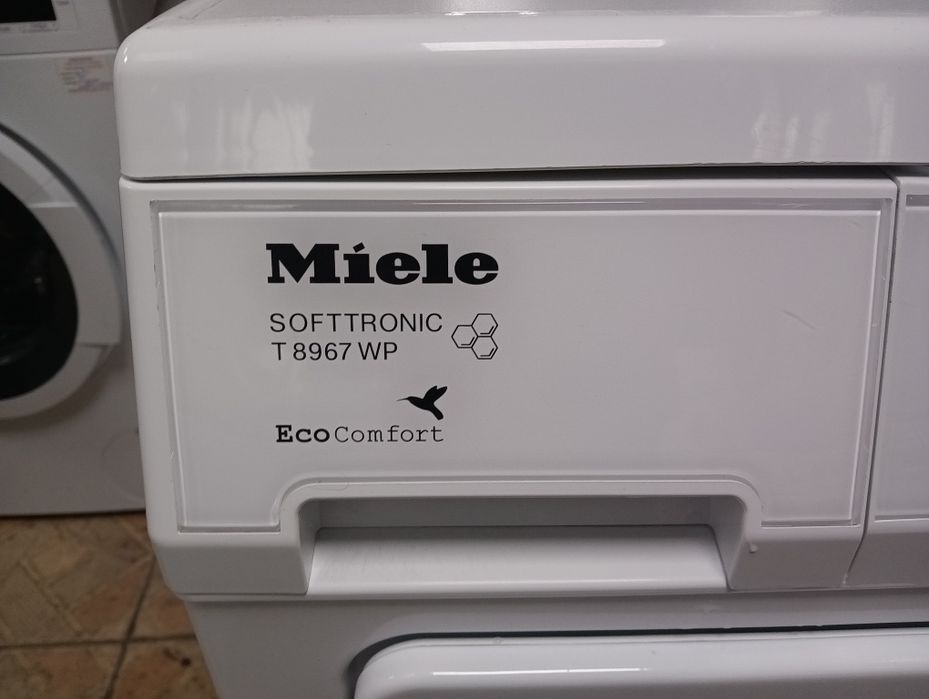 Miele
SOFTTRONIC
T 8967 WP
EcoComfort